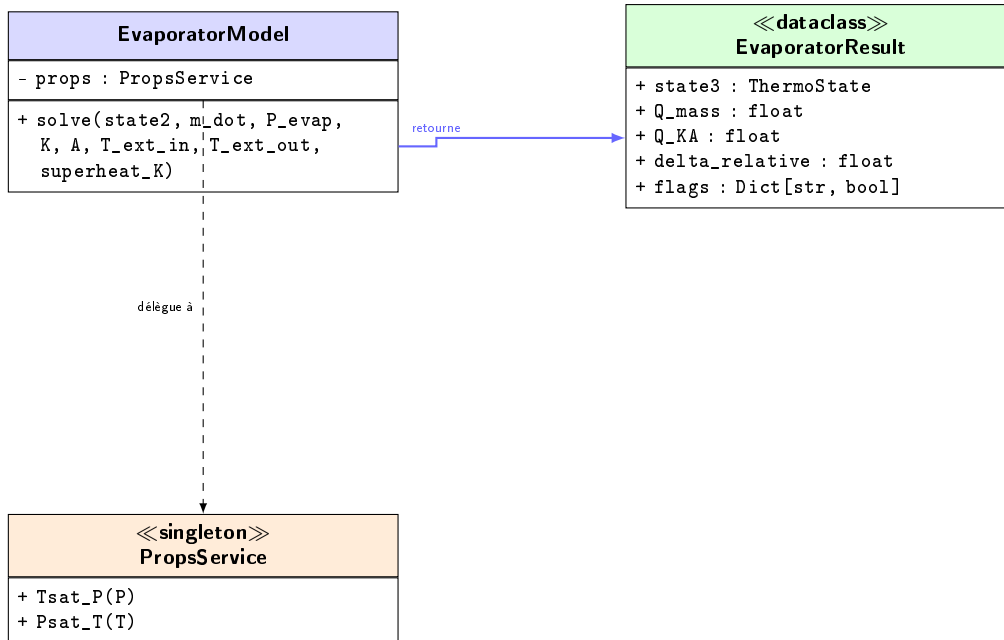 EvaporatorModel
- props : PropsService
+ solve(state2, m_dot, P_evap,
K, A, T_ext_in, T_ext_out,
superheat_K)
retourne
≪dataclass≫
EvaporatorResult
+ state3 : ThermoState
+ Q_mass : float
+ Q_KA : float
+ delta_relative : float
+ flags : Dict[str, bool]
délègue à
≪singleton≫
PropsService
+ Tsat_P(P)
+ Psat_T(T)